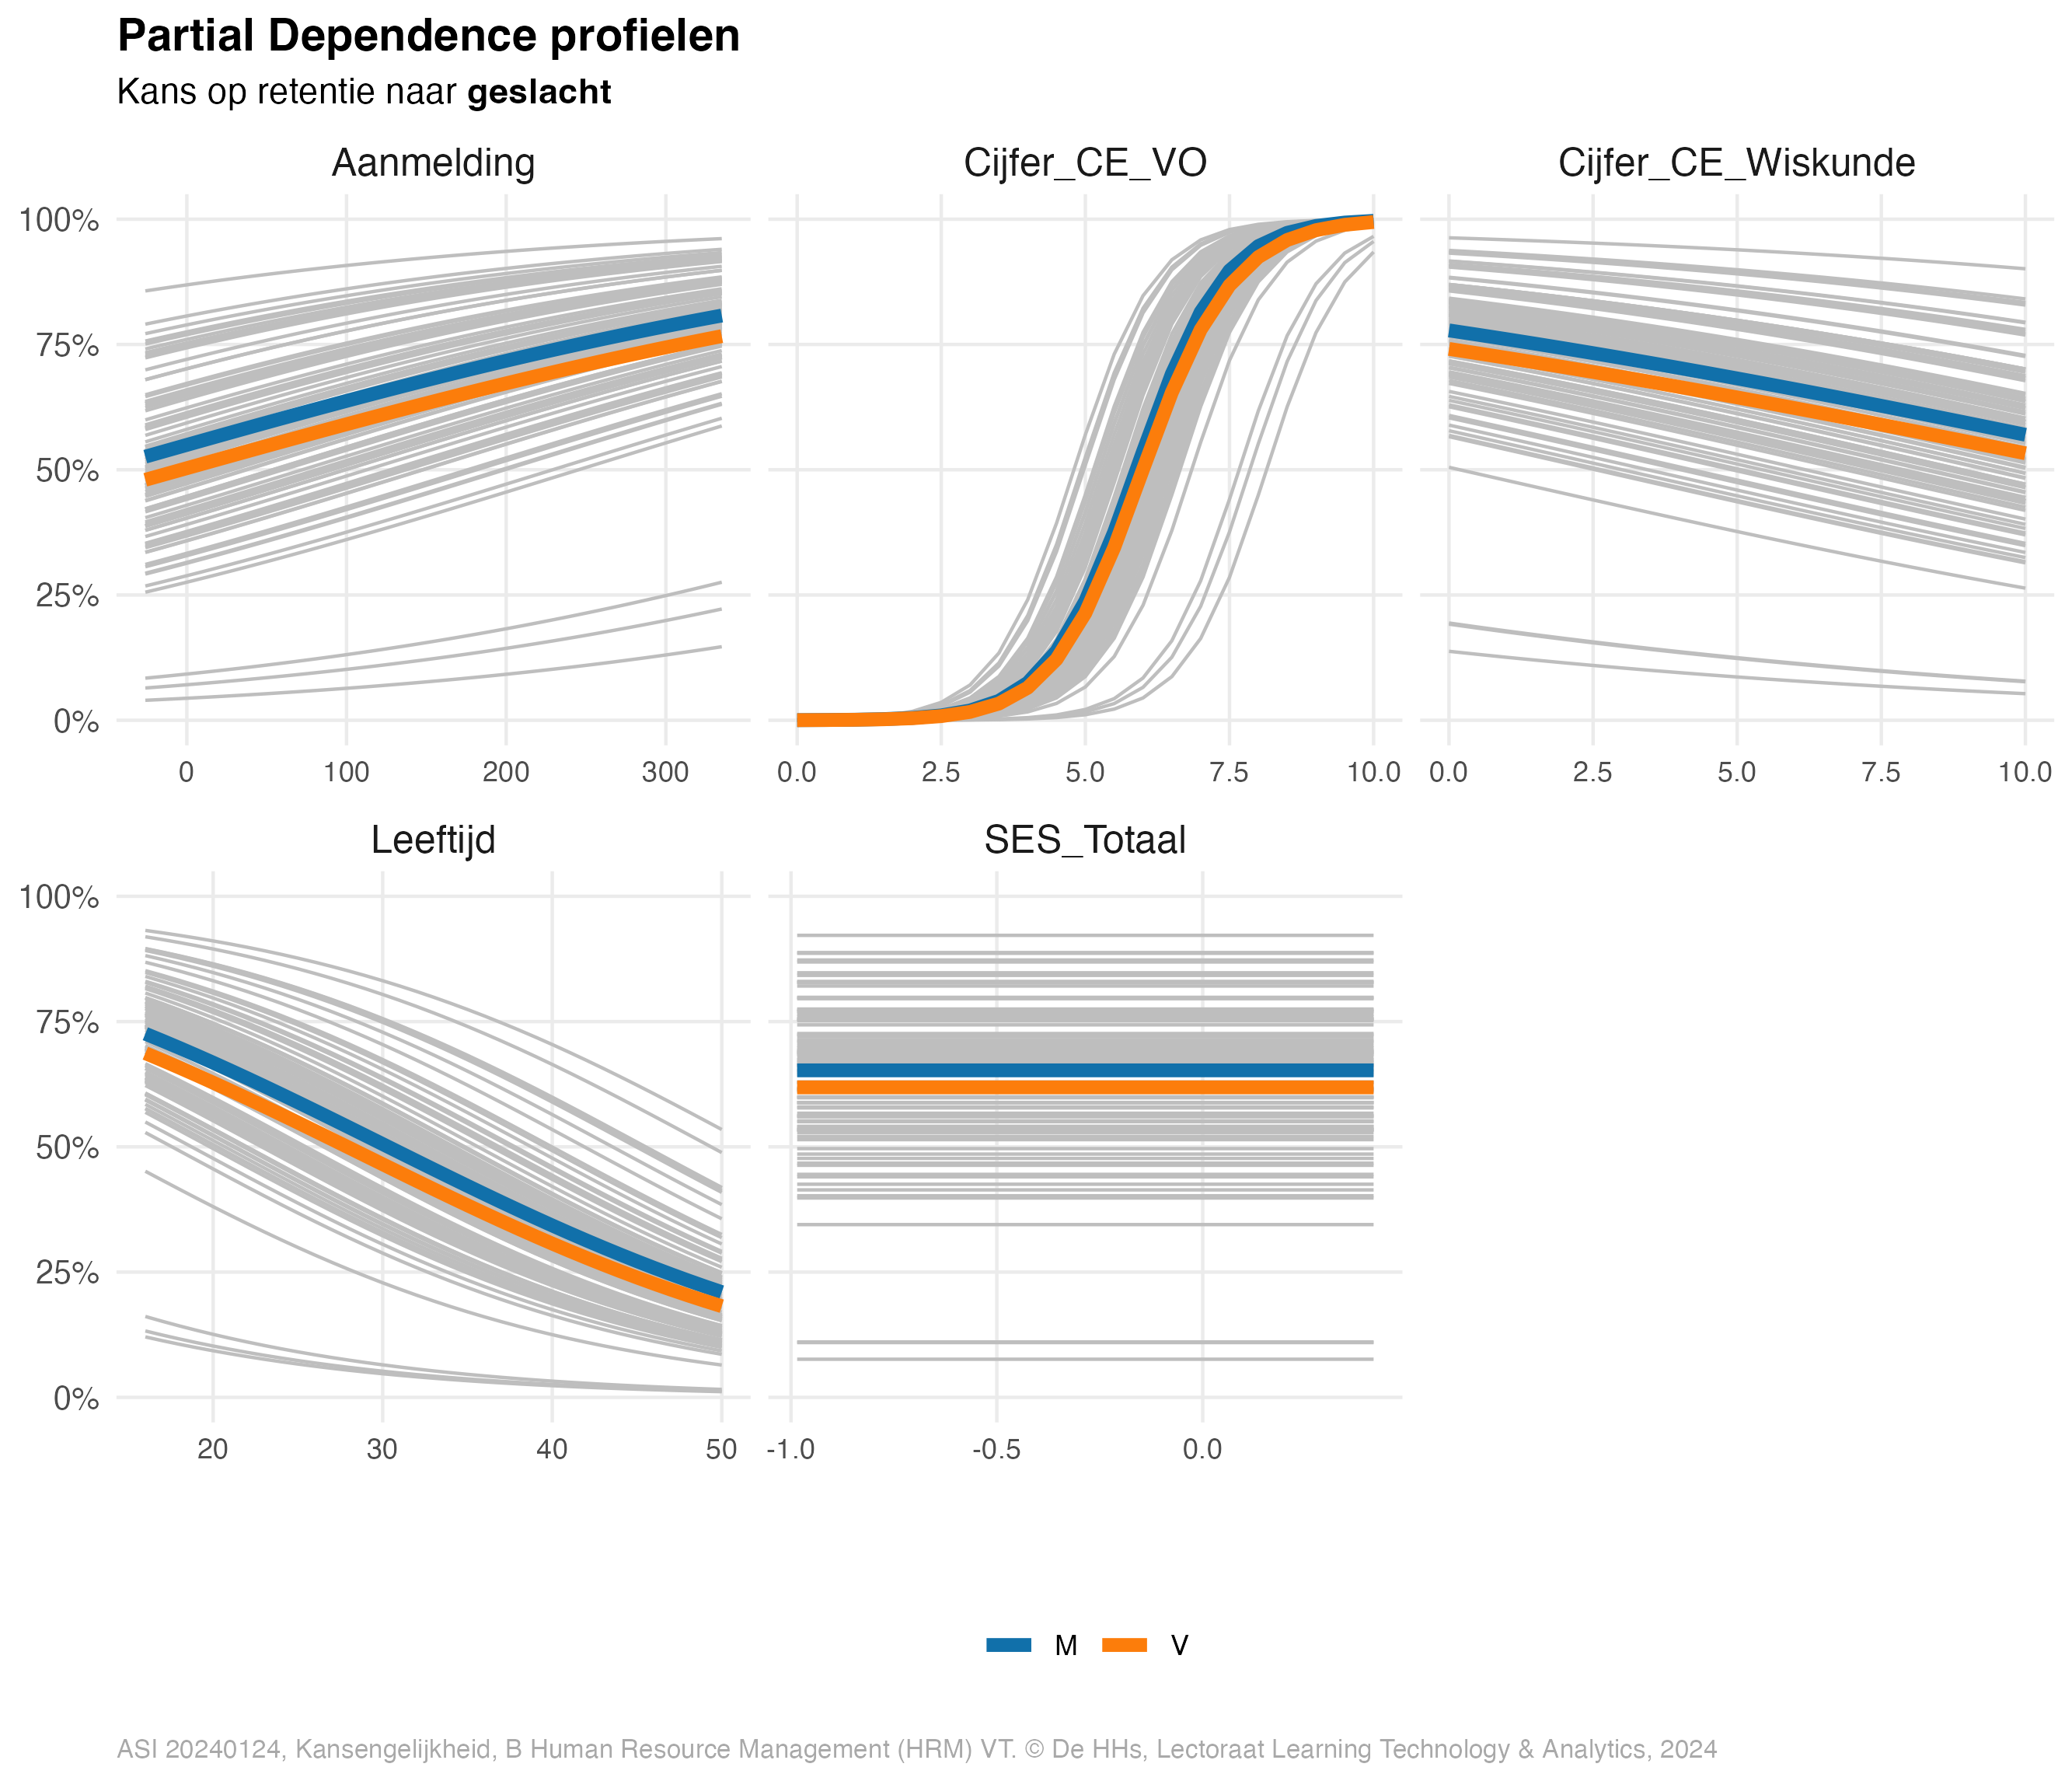 Partial Dependence profielen
Kans op retentie naar geslacht
Aanmelding
Cijfer_CE_VO
Cijfer_CE_Wiskunde
100%
75%
50%
25%
0%
0 100 200 300
0.0 2.5 5.0 7.5 10.0
0.0 2.5 5.0 7.5 10.0
Leeftijd
SES_Totaal
100%
75%
50%
25%
0%
20 30 40 50
-1.0 -0.5 0.0
M V
ASI 20240124, Kansengelijkheid, B Human Resource Management (HRM) VT. © De HHs, Lectoraat Learning Technology & Analytics, 2024